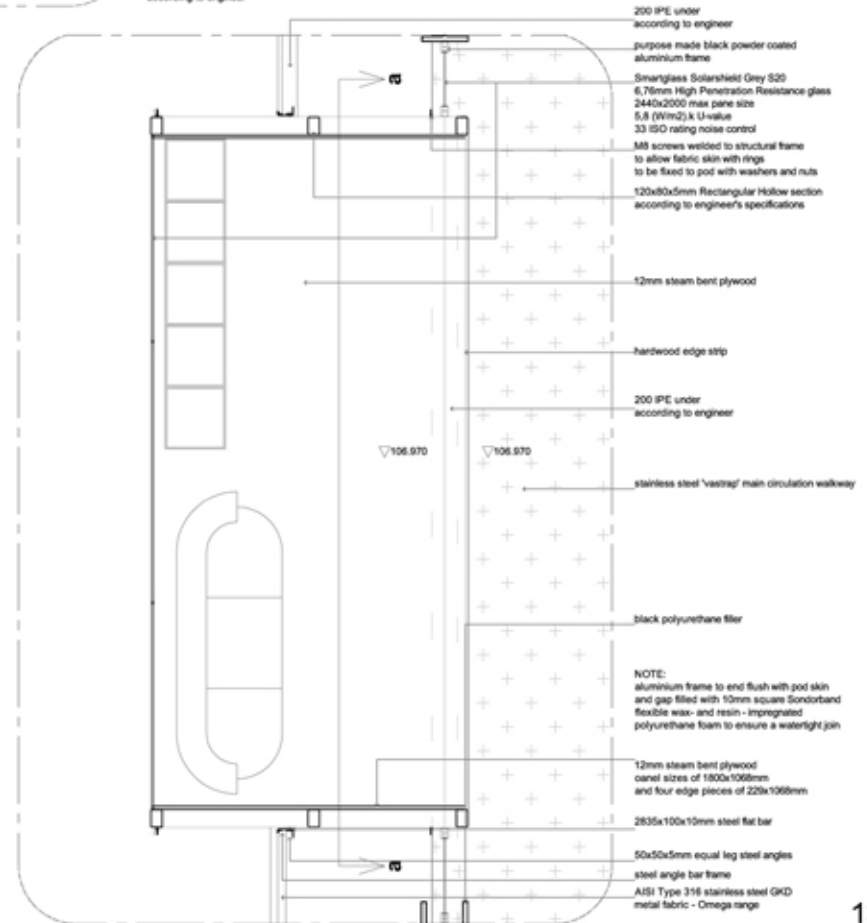 according to engineer
200 IPE under
according to engineer
purpose made black powder coated
aluminium frame
Smartglass Solarshield Grey S20
6,76mm High Penetration Resistance glass
2440x2000 max pane size
5,8 (W/m2).k U-value
33 ISO rating noise control
M8 screws welded to structural frame
to allow fabric skin with rings
to be fixed to pod with washers and nuts
120x80x5mm Rectangular Hollow section
according to engineer's specifications
12mm steam bent plywood
hardwood edge strip
200 IPE under
according to engineer
stainless steel 'vastrap' main circulation walkway
black polyurethane filler
NOTE:
aluminium frame to end flush with pod skin
and gap filled with 10mm square Sondorband
flexible wax- and resin - impregnated
polyurethane foam to ensure a watertight join
12mm steam bent plywood
panel sizes of 1800x1068mm
and four edge pieces of 229x1068mm
2835x100x10mm steel flat bar
50x50x5mm equal leg steel angles
steel angle bar frame
AISI Type 316 stainless steel GKD
metal fabric - Omega range
a
106.970
106.970
a
1